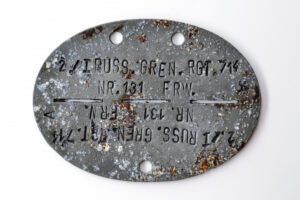 2./I RUSS. GREN. RGT. 714
NR. 131 FRW.
NR. 131 FRW.
2./I RUSS. GREN. RGT. 714